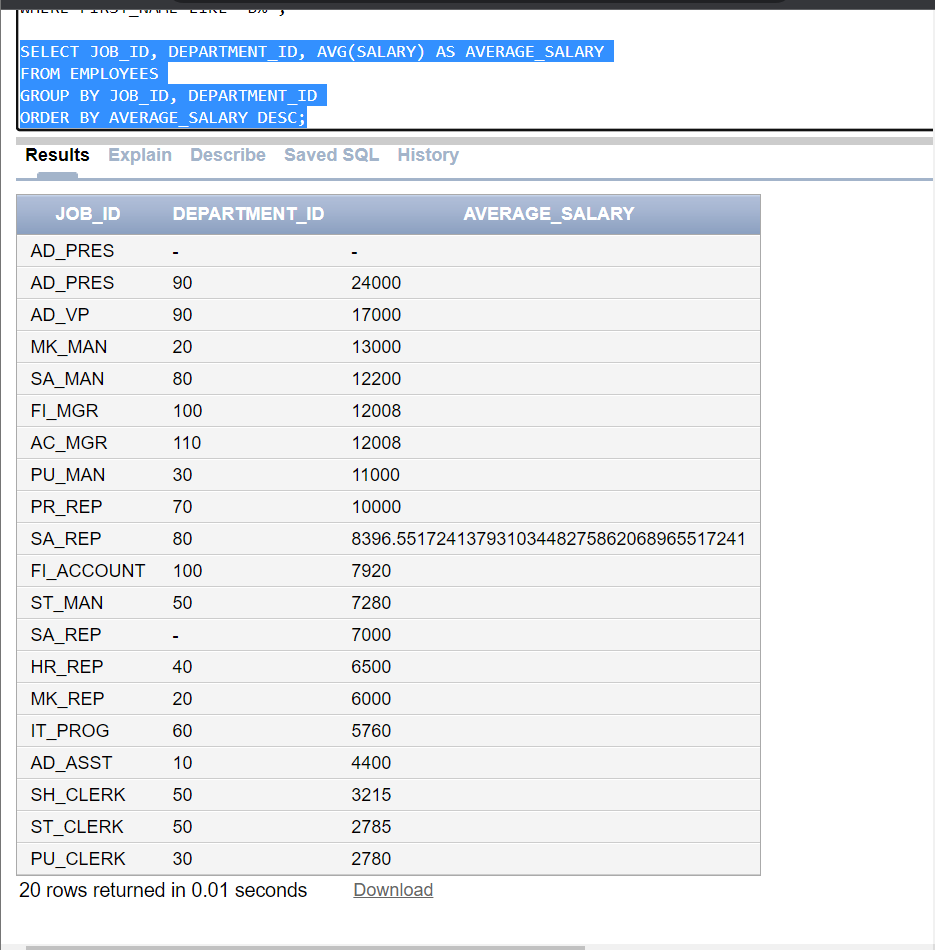 WHERE FIRST_NAME LIKE 'B%';
SELECT JOB_ID, DEPARTMENT_ID, AVG(SALARY) AS AVERAGE_SALARY
FROM EMPLOYEES
GROUP BY JOB_ID, DEPARTMENT_ID
ORDER BY AVERAGE_SALARY DESC;
Results Explain Describe Saved SQL History
JOB_ID DEPARTMENT_ID AVERAGE_SALARY
AD_PRES - -
AD_PRES 90 24000
AD_VP 90 17000
MK_MAN 20 13000
SA_MAN 80 12200
FI_MGR 100 12008
AC_MGR 110 12008
PU_MAN 30 11000
PR_REP 70 10000
SA_REP 80 8396.55172413793103448275862068965517241
FI_ACCOUNT 100 7920
ST_MAN 50 7280
SA_REP - 7000
HR_REP 40 6500
MK_REP 20 6000
IT_PROG 60 5760
AD_ASST 10 4400
SH_CLERK 50 3215
ST_CLERK 50 2785
PU_CLERK 30 2780
20 rows returned in 0.01 seconds Download